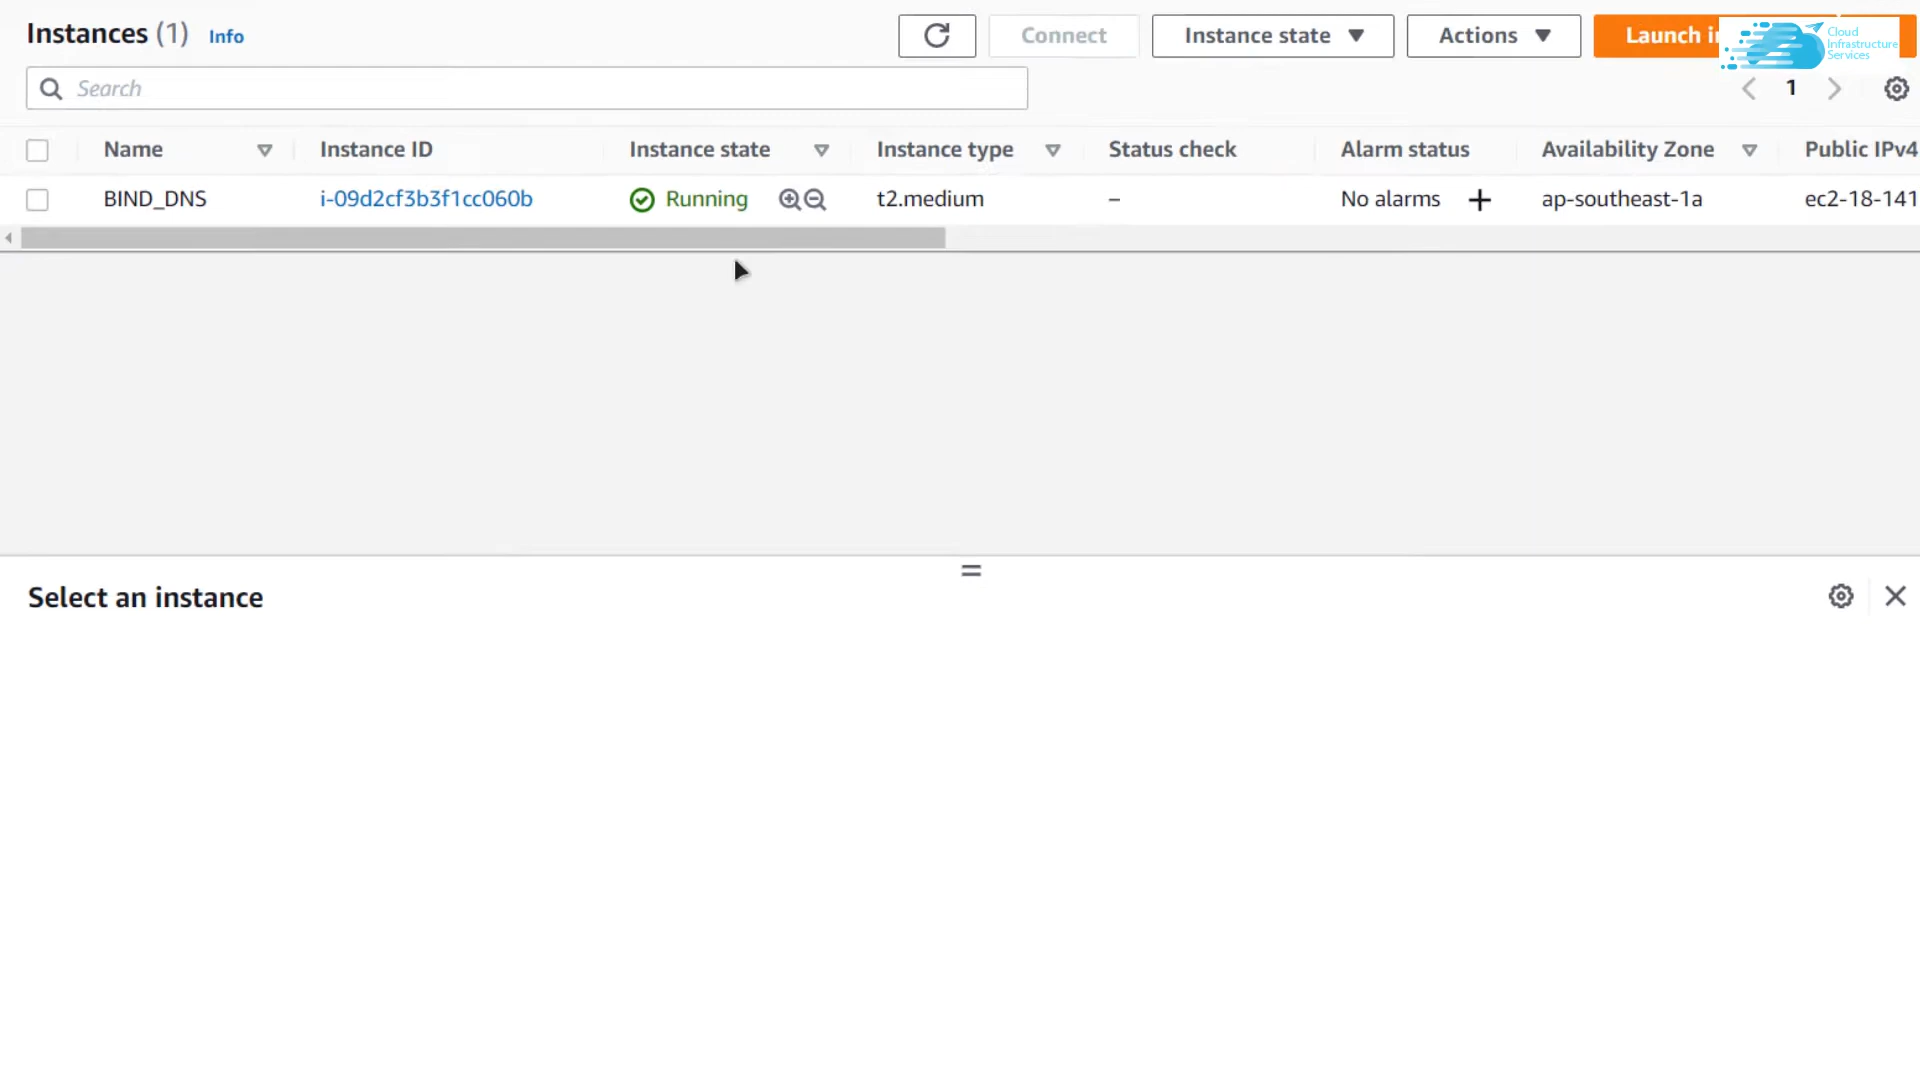 Instances (1) Info
Connect
Instance state
Actions
Launch i
Cloud
Infrastructure
Services
Search
1
Name Instance ID Instance state Instance type Status check Alarm status Availability Zone Public IPv4
BIND_DNS i-09d2cf3b3f1cc060b Running t2.medium – No alarms + ap-southeast-1a ec2-18-141
Select an instance